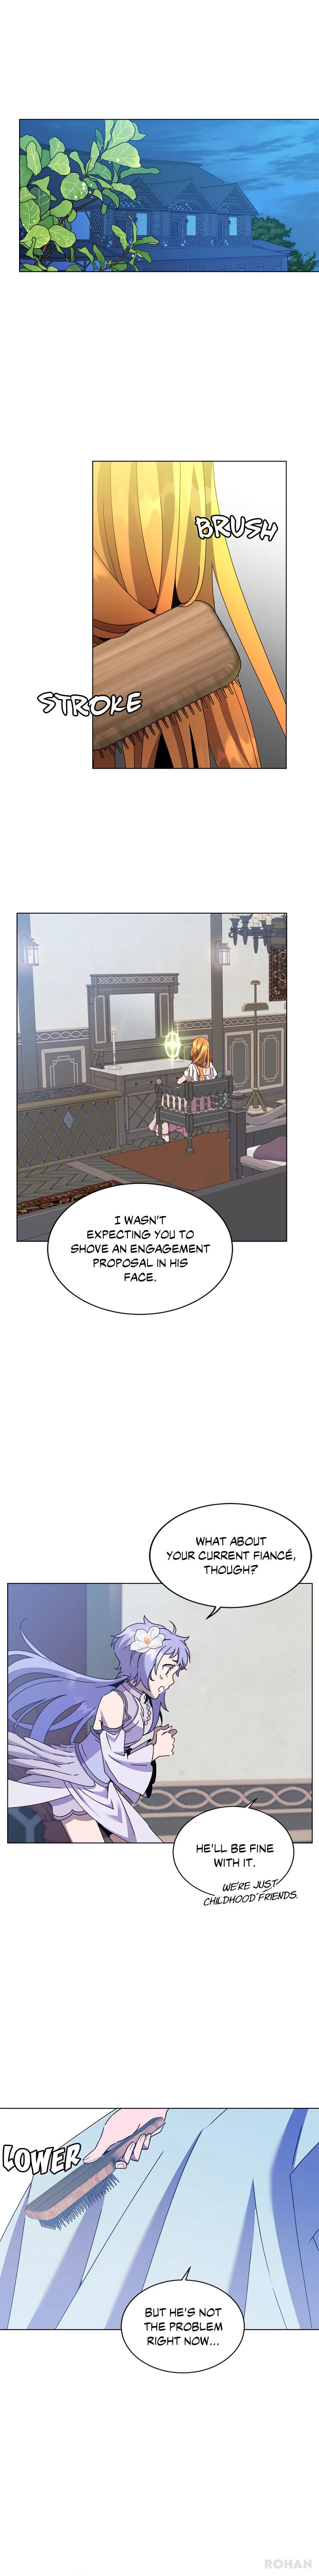 BRUSH
STROKE
I WASN'T
EXPECTING YOU TO
SHOVE AN ENGAGEMENT
PROPOSAL IN HIS
FACE.
WHAT ABOUT
YOUR CURRENT FIANCÉ,
THOUGH?
HE'LL BE FINE
WITH IT.
WE'RE JUST
CHILDHOOD FRIENDS.
LOWER
BUT HE'S NOT
THE PROBLEM
RIGHT NOW...
ROHAN